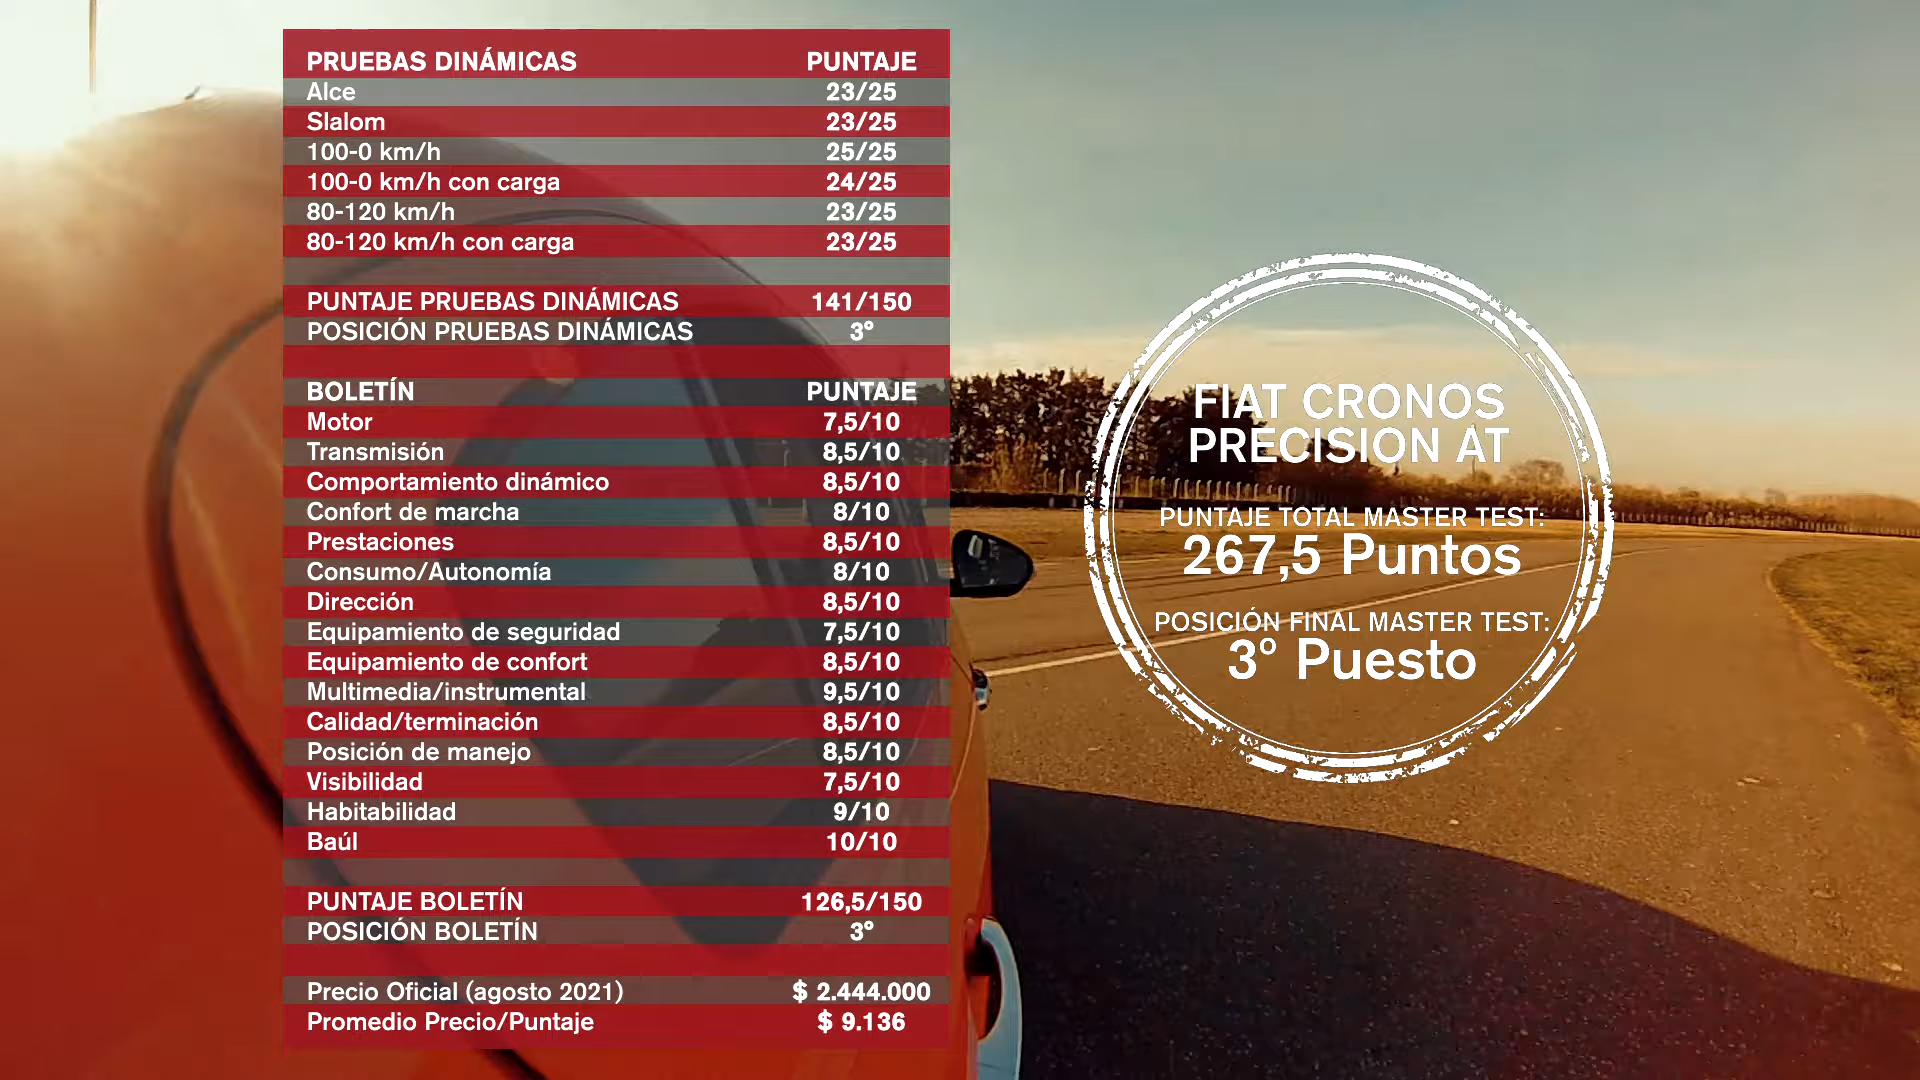 PRUEBAS DINÁMICAS PUNTAJE
Alce 23/25
Slalom 23/25
100-0 km/h 25/25
100-0 km/h con carga 24/25
80-120 km/h 23/25
80-120 km/h con carga 23/25
PUNTAJE PRUEBAS DINÁMICAS 141/150
POSICIÓN PRUEBAS DINÁMICAS 3º
BOLETÍN PUNTAJE
Motor 7,5/10
Transmisión 8,5/10
Comportamiento dinámico 8,5/10
Confort de marcha 8/10
Prestaciones 8,5/10
Consumo/Autonomía 8/10
Dirección 8,5/10
Equipamiento de seguridad 7,5/10
Equipamiento de confort 8,5/10
Multimedia/instrumental 9,5/10
Calidad/terminación 8,5/10
Posición de manejo 8,5/10
Visibilidad 7,5/10
Habitabilidad 9/10
Baúl 10/10
PUNTAJE BOLETÍN 126,5/150
POSICIÓN BOLETÍN 3º
Precio Oficial (agosto 2021) $ 2.444.000
Promedio Precio/Puntaje $ 9.136
FIAT CRONOS
PRECISION AT
PUNTAJE TOTAL MASTER TEST:
267,5 Puntos
POSICIÓN FINAL MASTER TEST:
3º Puesto